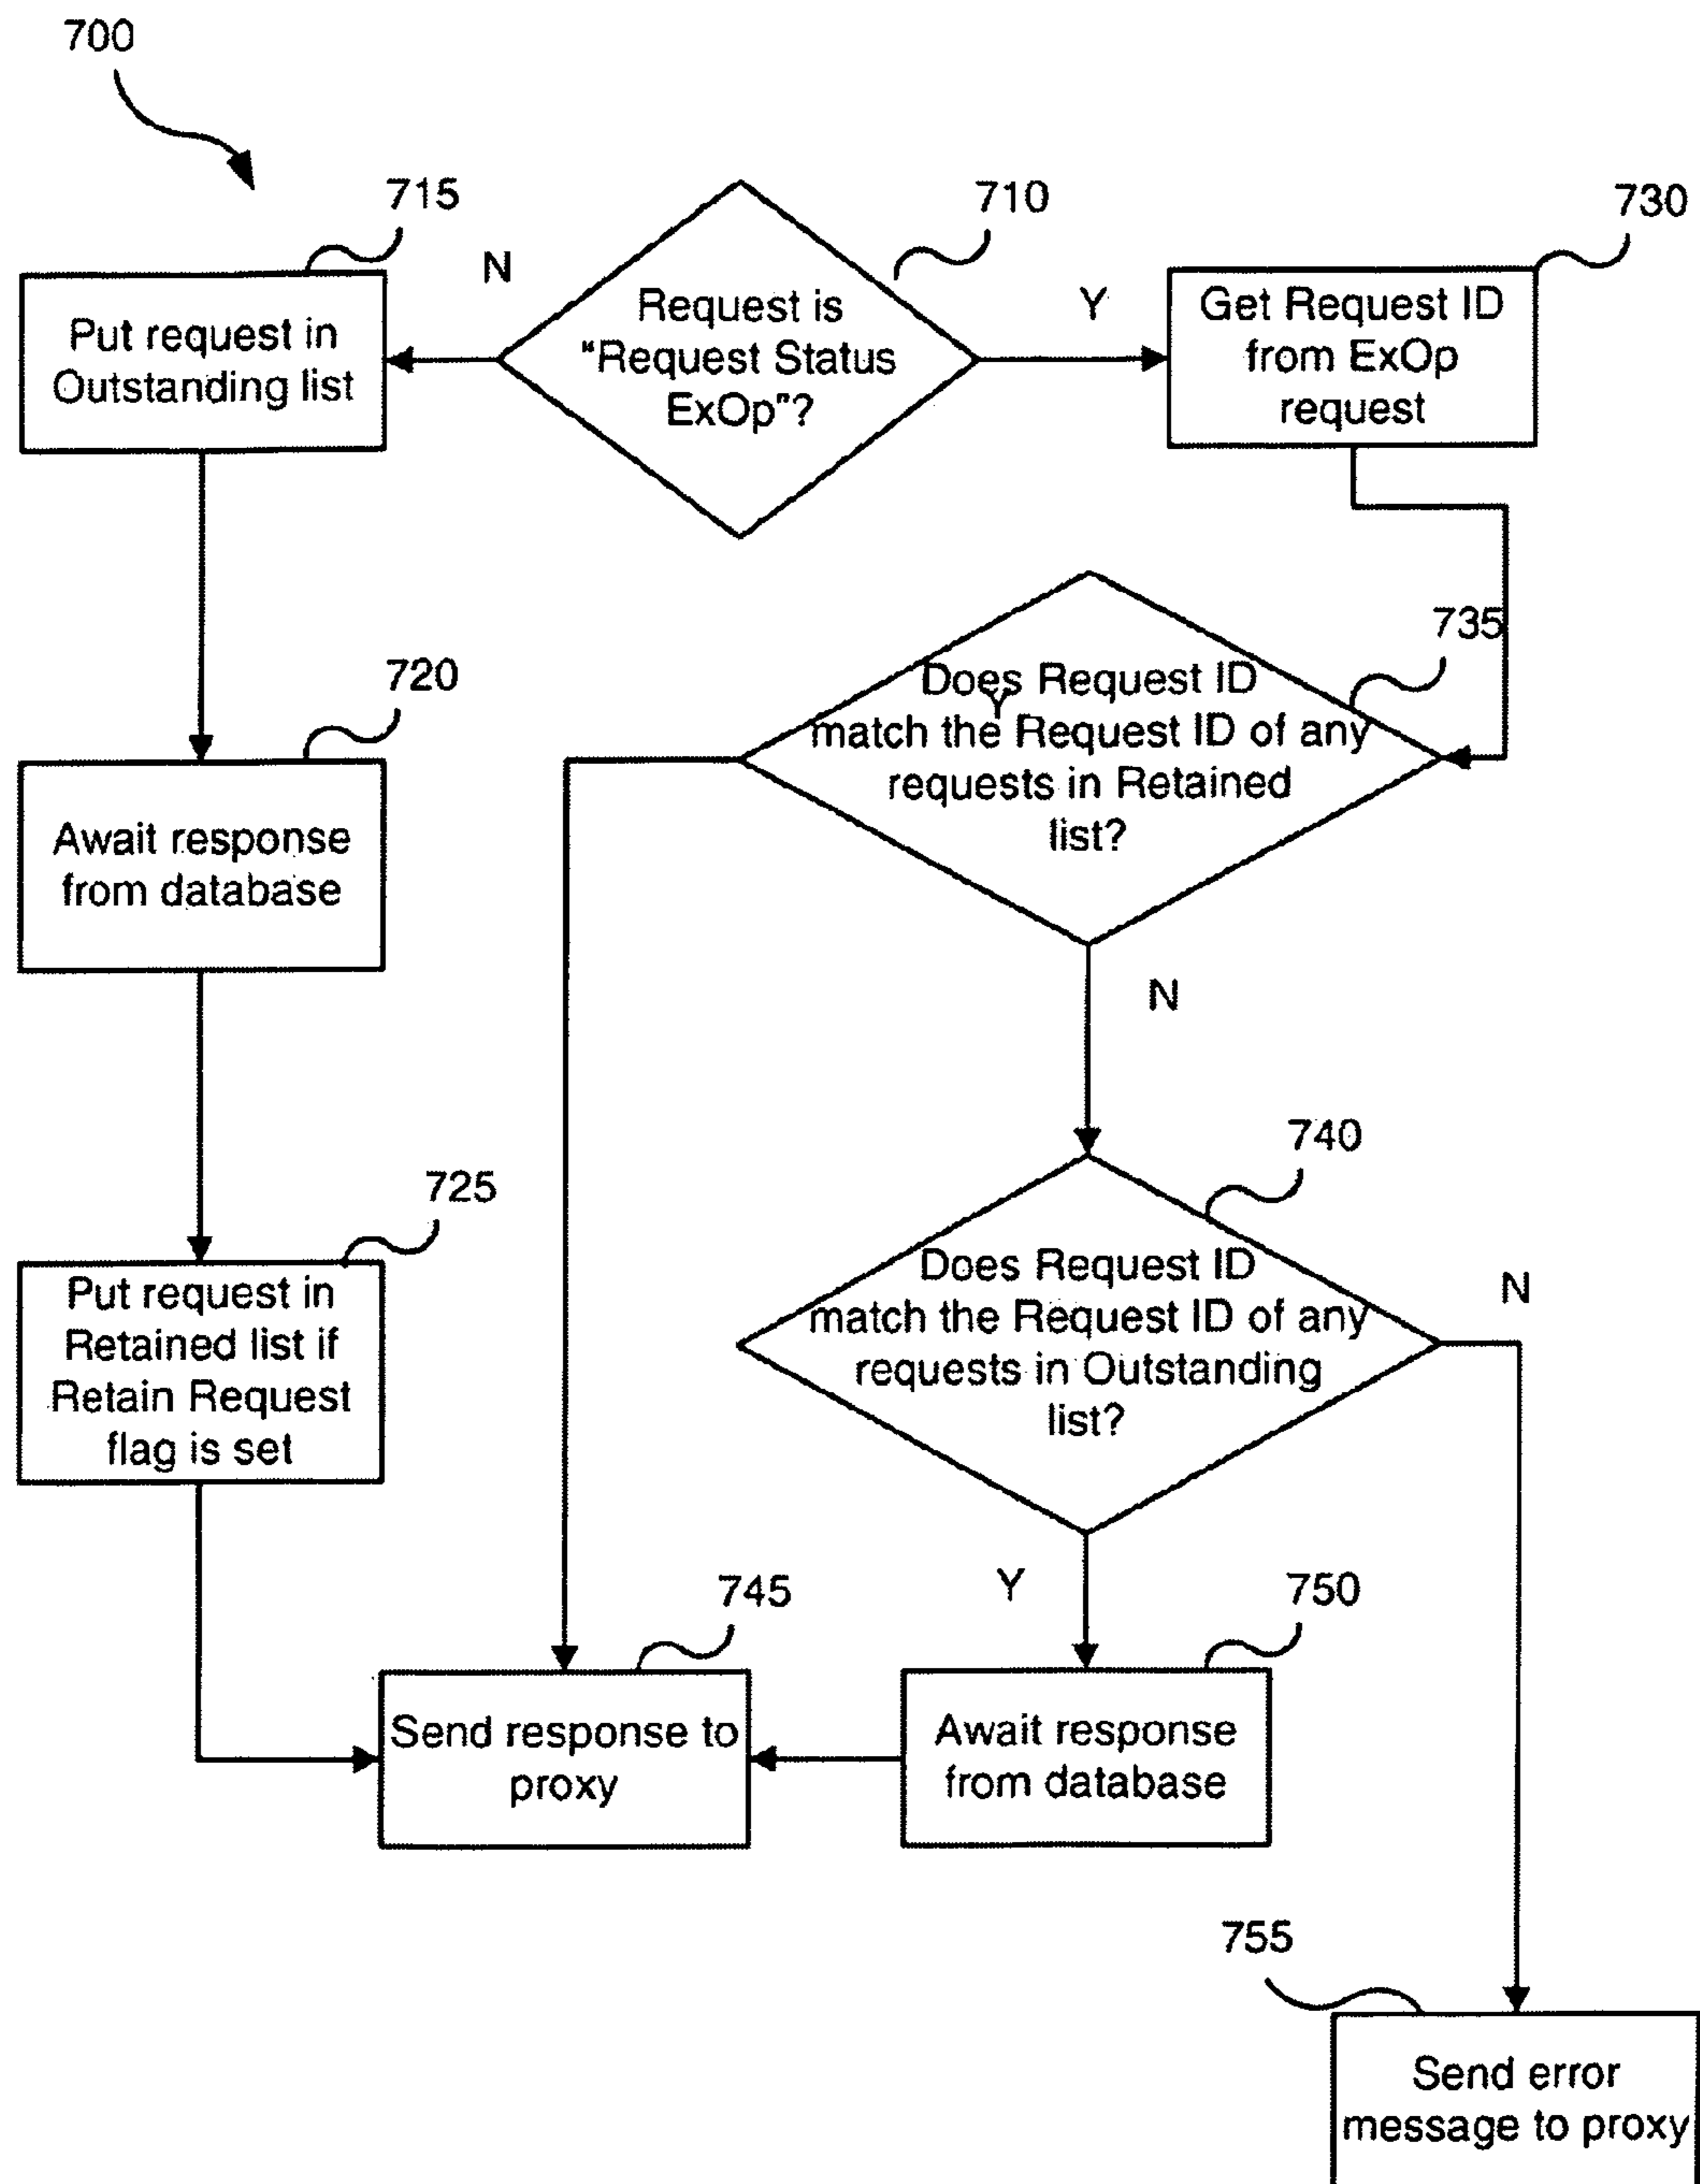 700
715
710
730
N
Y
Put request in
Outstanding list
Request is
"Request Status
ExOp"?
Get Request ID
from ExOp
request
735
720
Does Request ID
Y
match the Request ID of any
requests in Retained
list?
Await response
from database
N
740
725
Does Request ID
match the Request ID of any
requests in Outstanding
list?
N
Put request in
Retained list if
Retain Request
flag is set
Y
745
750
Send response to
proxy
Await response
from database
755
Send error
message to proxy